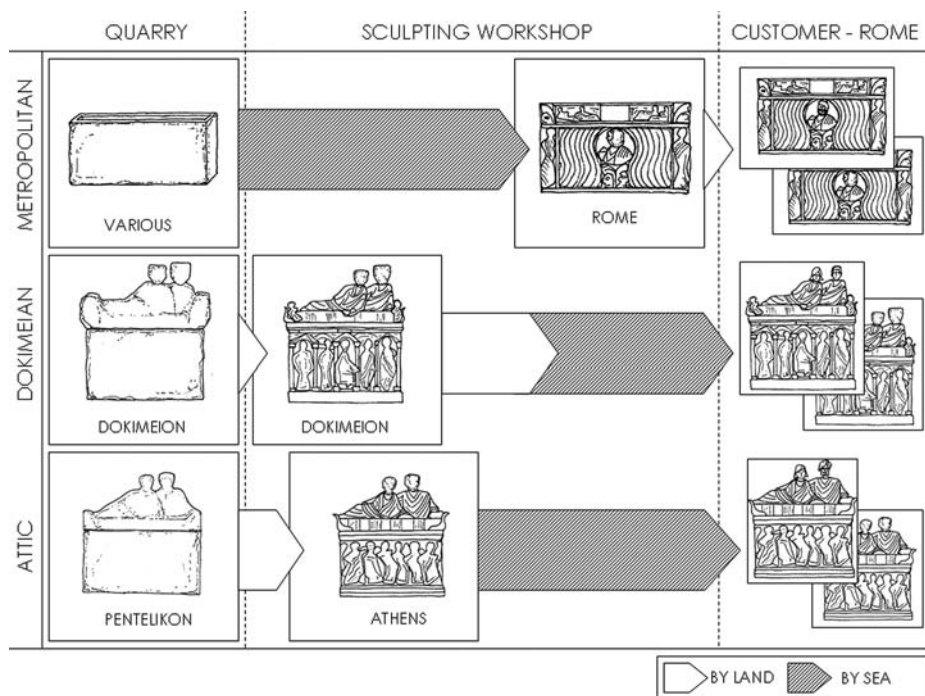 QUARRY SCULPTING WORKSHOP CUSTOMER - ROME
METROPOLITAN
VARIOUS
ROME
DOKIMEIAN
DOKIMEION
DOKIMEION
ATTIC
PENTELIKON
ATHENS
BY LAND
BY SEA